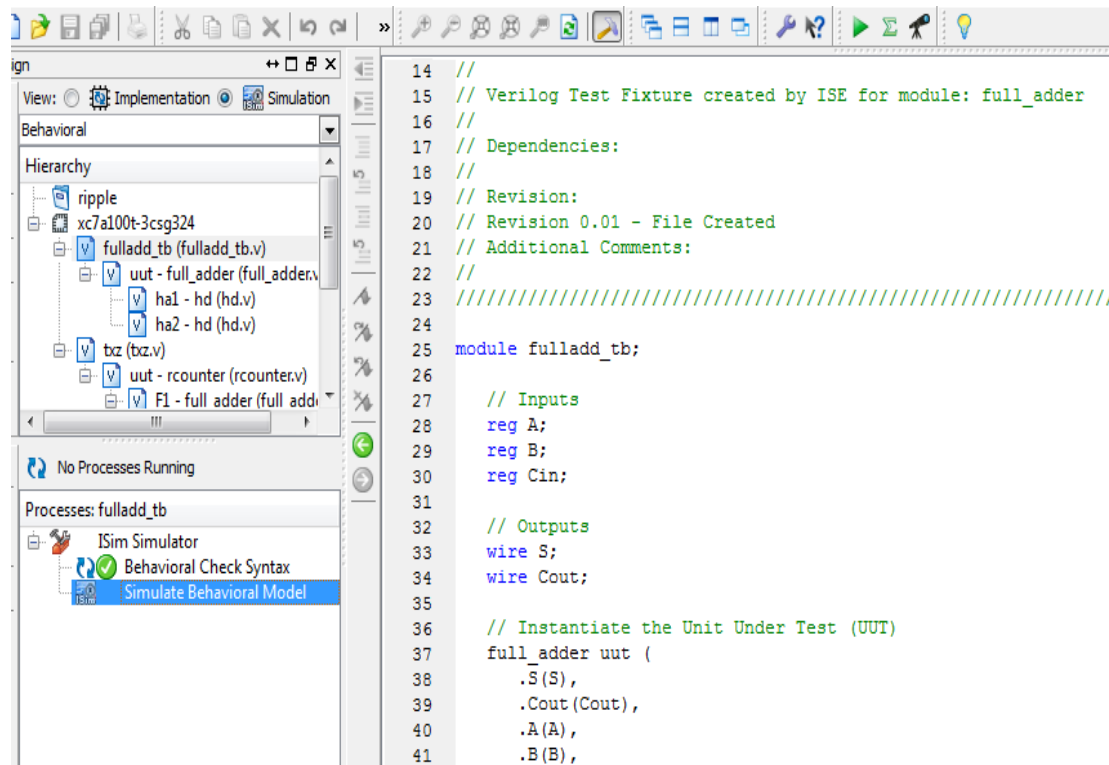 ign
View: Implementation Simulation
Behavioral
Hierarchy
ripple
xc7a100t-3csg324
fulladd_tb (fulladd_tb.v)
uut - full_adder (full_adder.v
ha1 - hd (hd.v)
ha2 - hd (hd.v)
txz (txz.v)
uut - rcounter (rcounter.v)
F1 - full_adder (full_add
No Processes Running
Processes: fulladd_tb
ISim Simulator
Behavioral Check Syntax
Simulate Behavioral Model
14 //
15 // Verilog Test Fixture created by ISE for module: full_adder
16 //
17 // Dependencies:
18 //
19 // Revision:
20 // Revision 0.01 - File Created
21 // Additional Comments:
22 //
23 ////////////////////////////////////////////////////////////////
24
25 module fulladd_tb;
26
27 // Inputs
28 reg A;
29 reg B;
30 reg Cin;
31
32 // Outputs
33 wire S;
34 wire Cout;
35
36 // Instantiate the Unit Under Test (UUT)
37 full_adder uut (
38 .S(S),
39 .Cout(Cout),
40 .A(A),
41 .B(B),